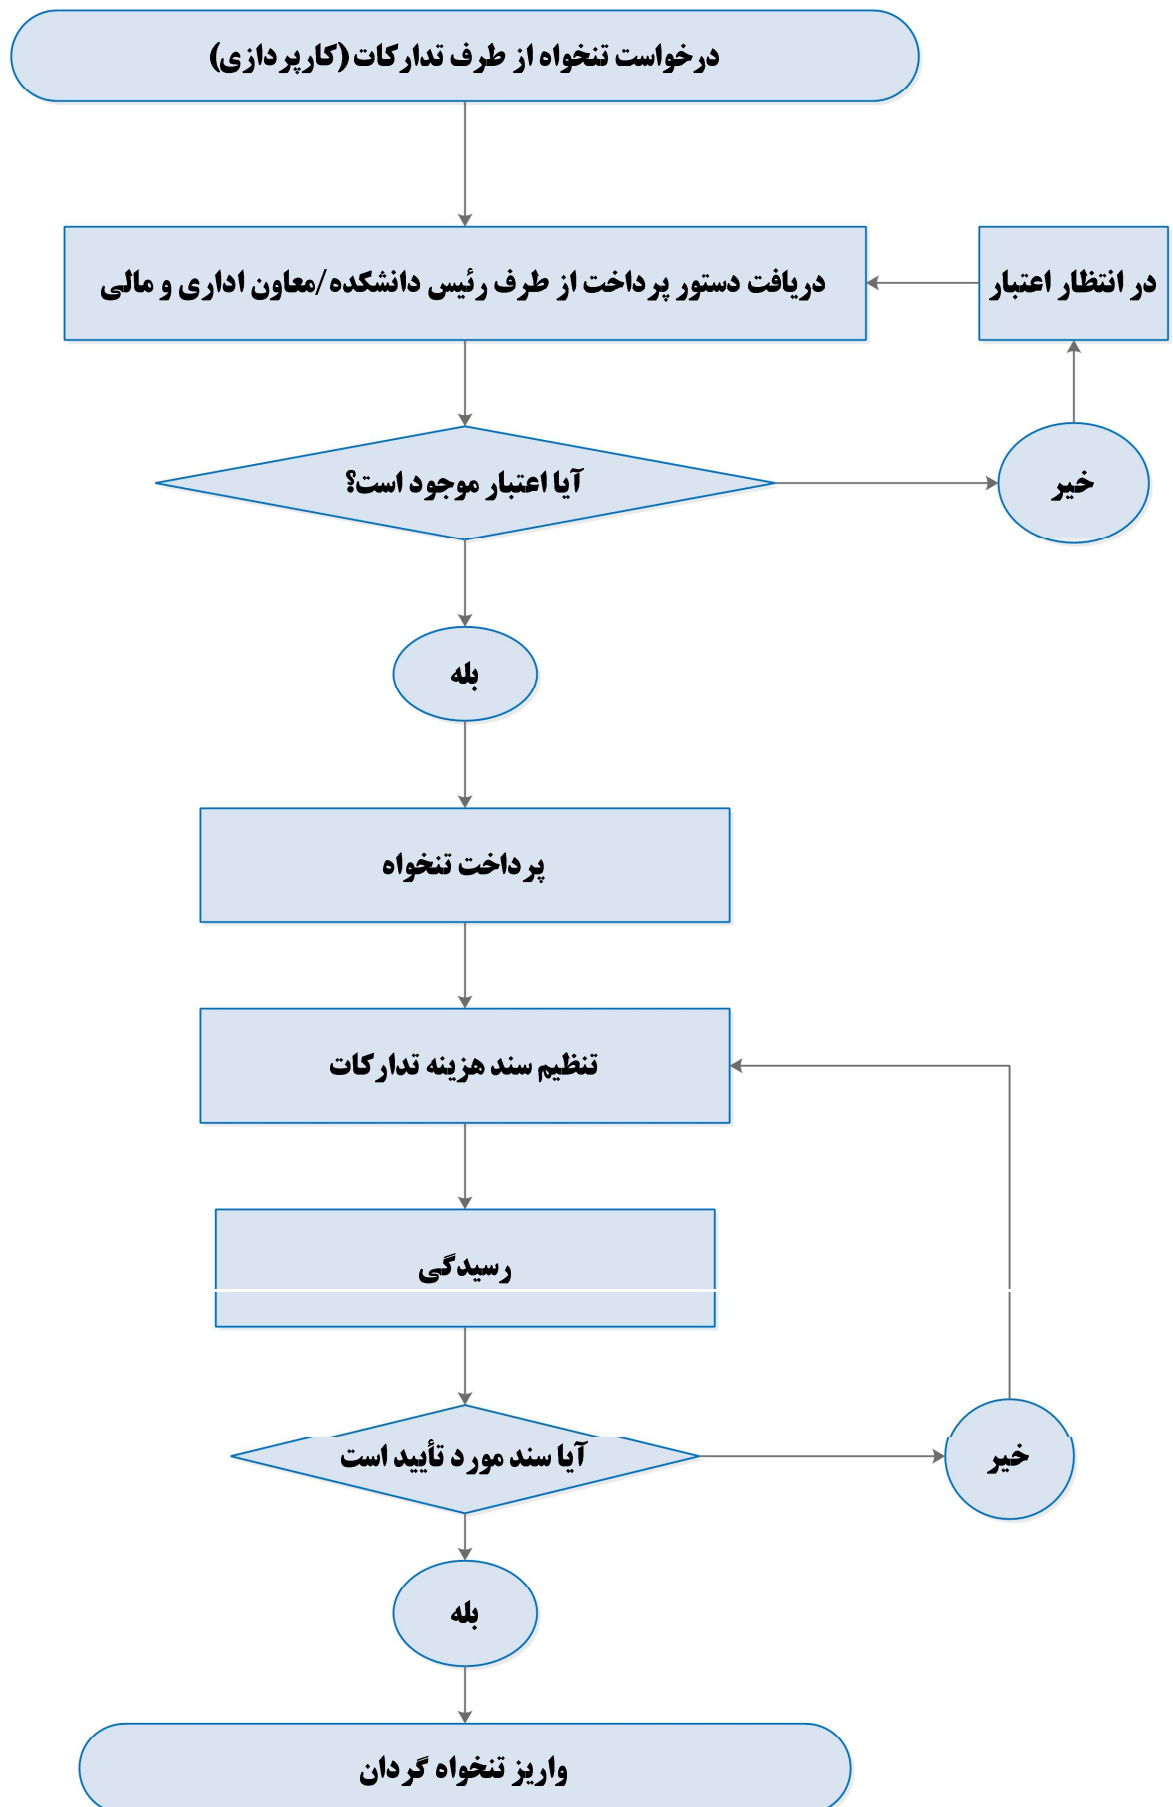 درخواست تنخواه از طرف تدارکات (کارپردازی)
دریافت دستور پرداخت از طرف رئیس دانشکده/معاون اداری و مالی
در انتظار اعتبار
آیا اعتبار موجود است؟
خیر
بله
پرداخت تنخواه
تنظیم سند هزینه تدارکات
رسیدگی
آیا سند مورد تأیید است
خیر
بله
واریز تنخواه گردان